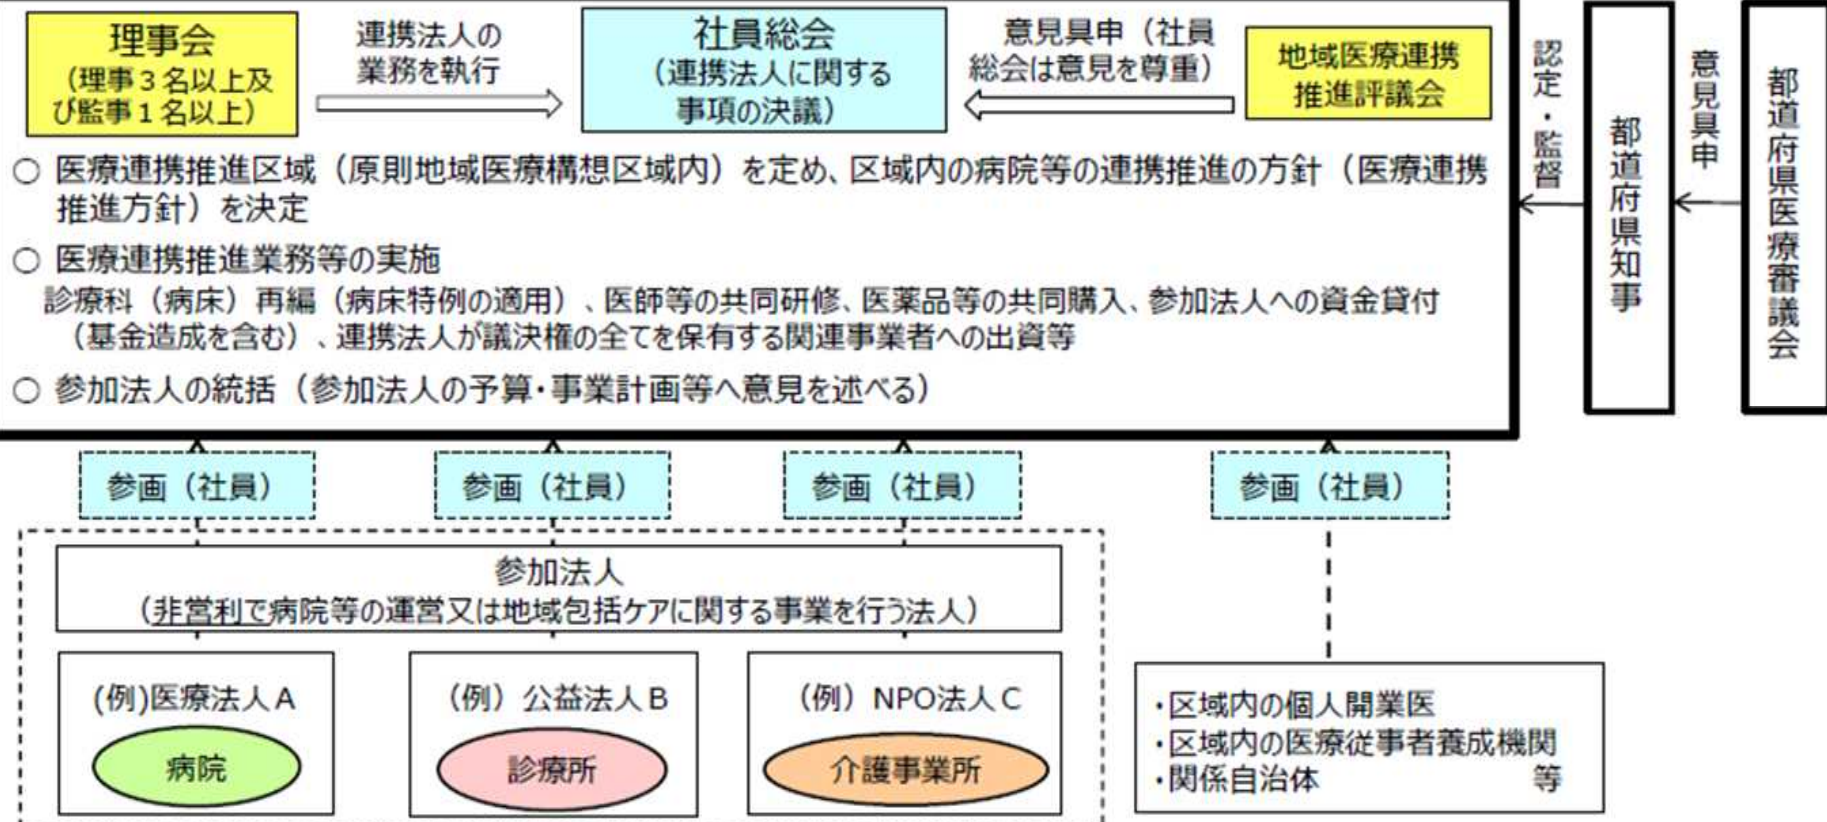 理事会
（理事３名以上及
び監事１名以上）
連携法人の
業務を執行
社員総会
（連携法人に関する
事項の決議）
意見具申（社員
総会は意見を尊重）
地域医療連携
推進評議会
認定・監督
都道府県知事
意見具申
都道府県医療審議会
○ 医療連携推進区域（原則地域医療構想区域内）を定め、区域内の病院等の連携推進の方針（医療連携
推進方針）を決定
○ 医療連携推進業務等の実施
診療科（病床）再編（病床特例の適用）、医師等の共同研修、医薬品等の共同購入、参加法人への資金貸付
（基金造成を含む）、連携法人が議決権の全てを保有する関連事業者への出資等
○ 参加法人の統括（参加法人の予算・事業計画等へ意見を述べる）
参画（社員）
参画（社員）
参画（社員）
参画（社員）
参加法人
（非営利で病院等の運営又は地域包括ケアに関する事業を行う法人）
(例)医療法人Ａ
病院
（例）公益法人Ｂ
診療所
（例）NPO法人Ｃ
介護事業所
・区域内の個人開業医
・区域内の医療従事者養成機関
・関係自治体 等